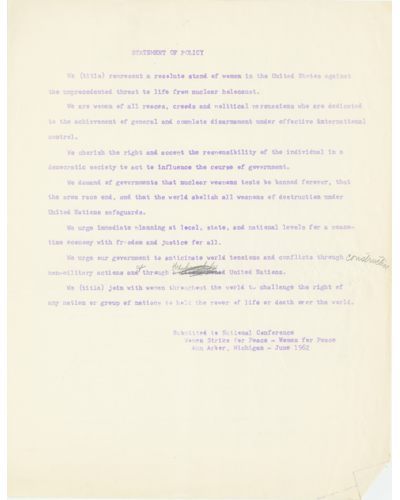 STATEMENT OF POLICY
We (title) represent a resolute stand of women in the United States against
the unprecedented threat to life from nuclear holocaust.
We are women of all races, creeds and political persuasions who are dedicated
to the achievement of general and complete disarmament under effective international
control.
We cherish the right and accept the responsibility of the individual in a
democratic society to act to influence the course of government.
We demand of governments that nuclear weapons tests be banned forever, that
the arms race end, and that the world abolish all weapons of destruction under
United Nations safeguards.
We urge immediate planning at local, state, and national levels for a peace-
time economy with freedom and justice for all.
We urge our government to anticipate world tensions and conflicts through constructive
non-military actions and through the United Nations.
We (title) join with women throughout the world to challenge the right of
any nation or group of nations to hold the power of life or death over the world.
Submitted to National Conference
Women Strike for Peace - Women for Peace
Ann Arbor, Michigan - June 1962